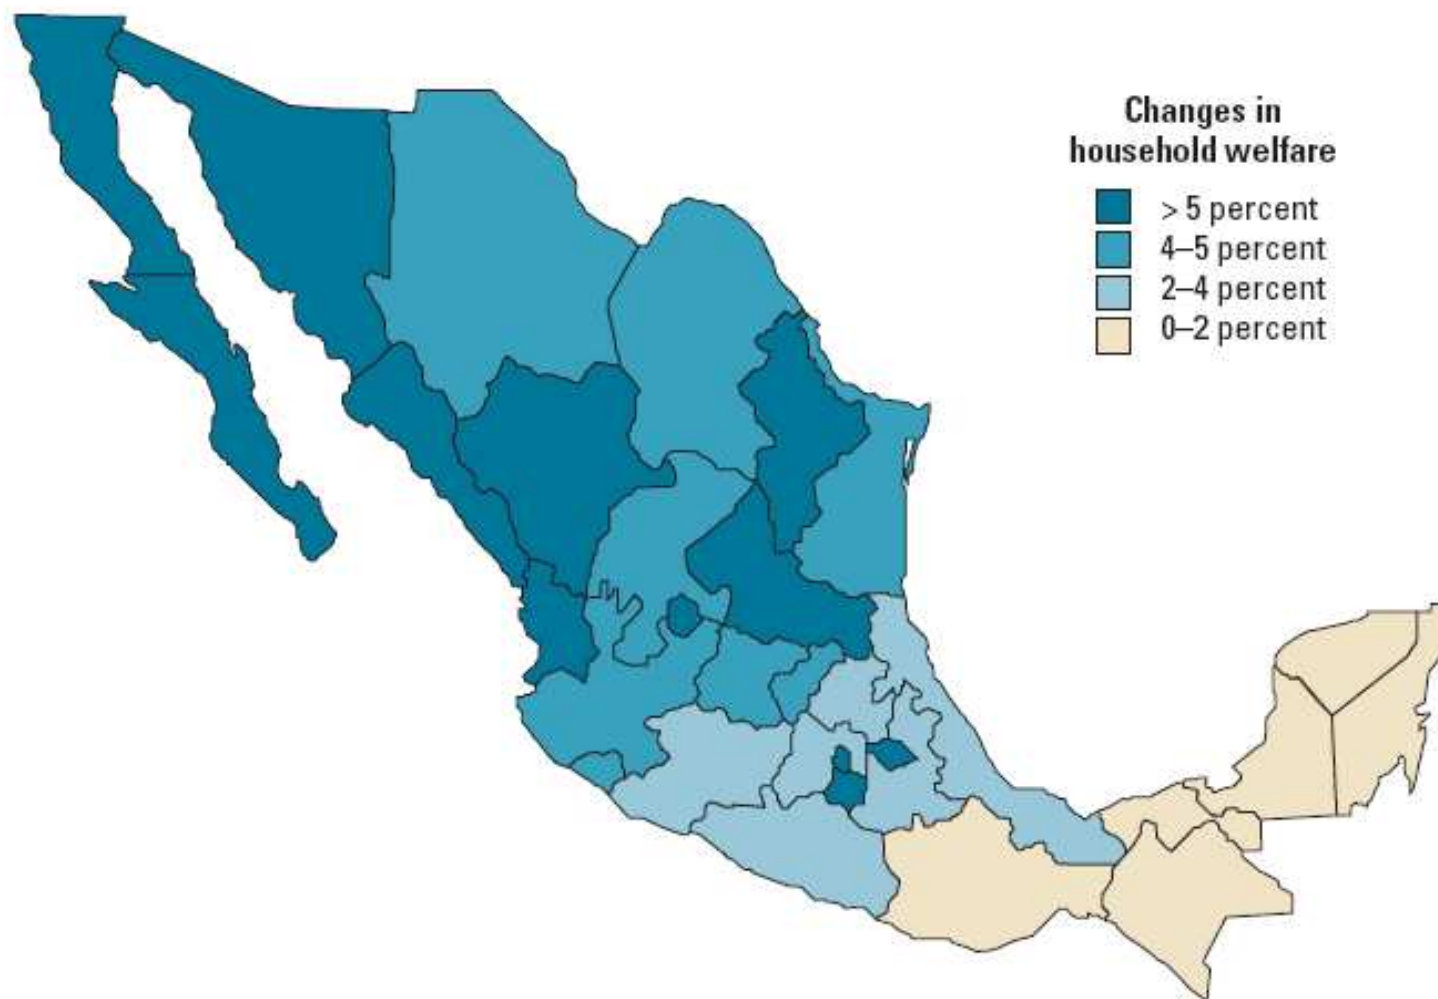 Changes in
household welfare
> 5 percent
4–5 percent
2–4 percent
0–2 percent